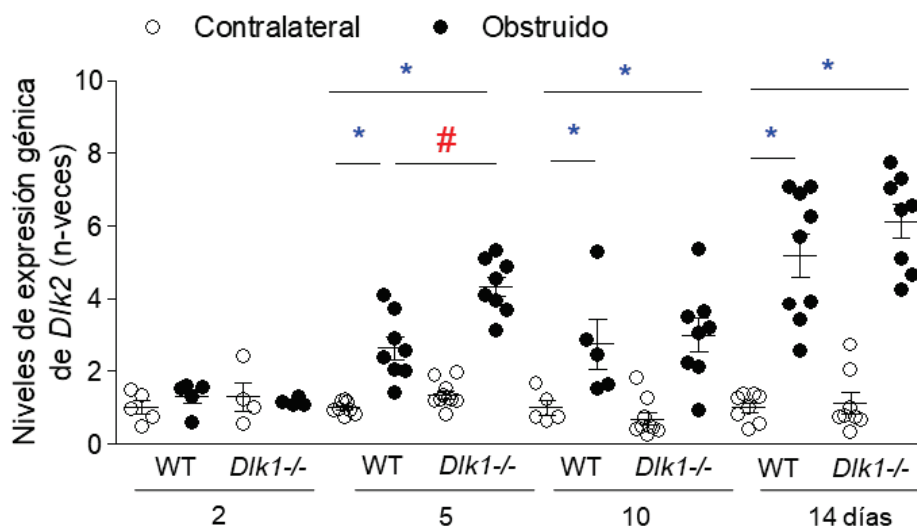 Contralateral Obstruido
Niveles de expresión génica
de Dlk2 (n-veces)
10
8
6
4
2
0
* * *
* # * *
WT Dlk1-/- WT Dlk1-/- WT Dlk1-/- WT Dlk1-/-
2 5 10 14 días